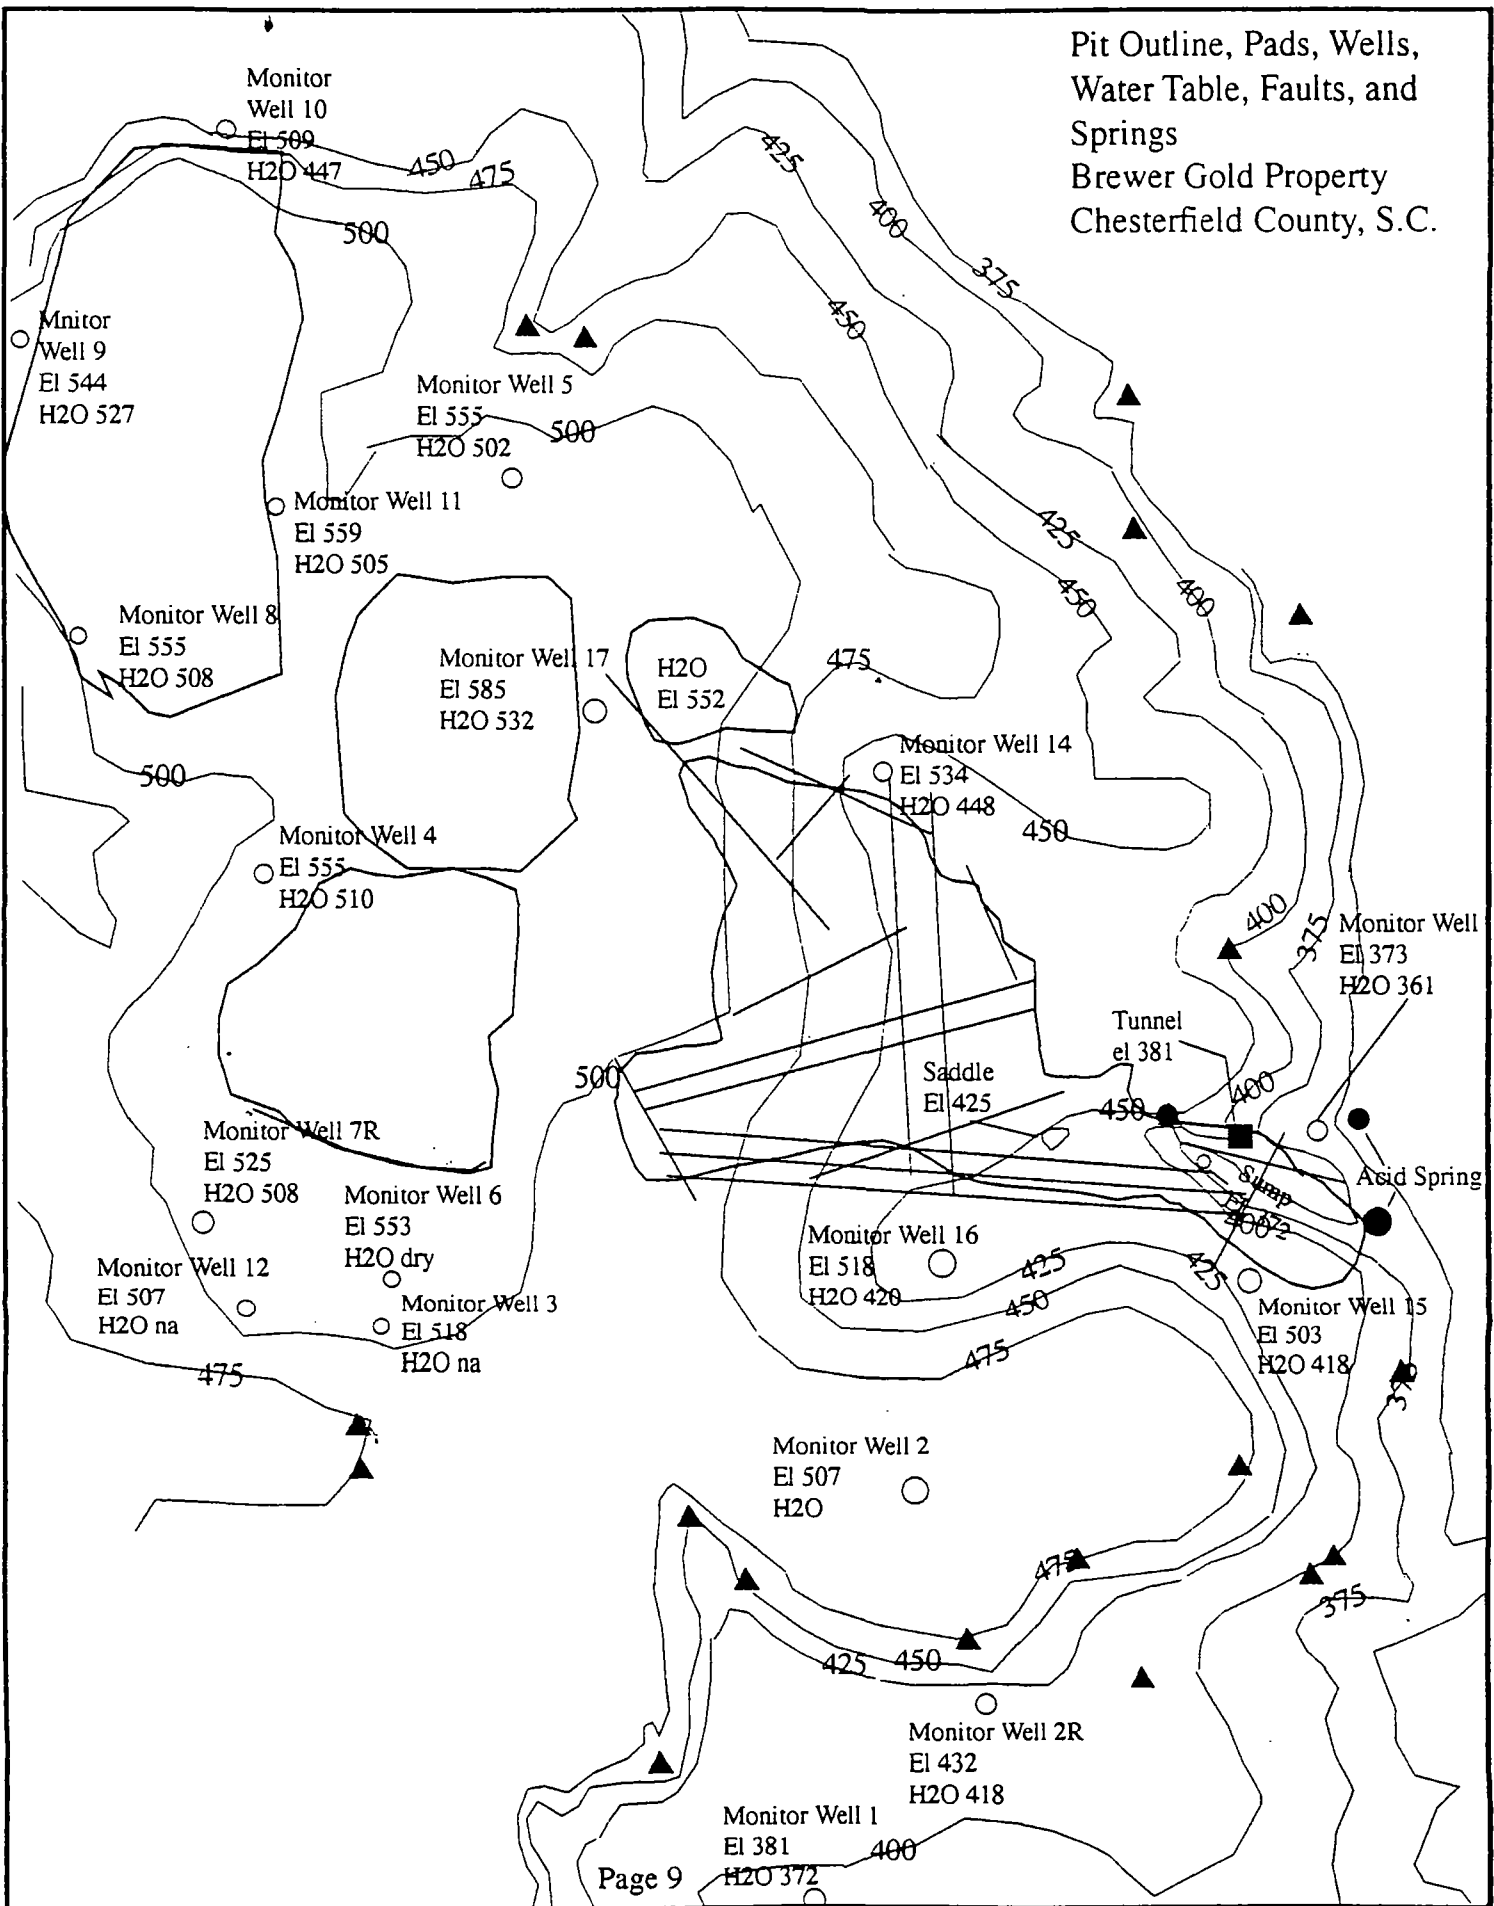 Pit Outline, Pads, Wells,
Water Table, Faults, and
Springs
Brewer Gold Property
Chesterfield County, S.C.
Monitor
Well 10
El 509
H2O 447
450
475
500
425
400
375
450
Mnitor
Well 9
El 544
H2O 527
Monitor Well 5
El 555
H2O 502
500
Monitor Well 11
El 559
H2O 505
425
450
400
Monitor Well 8
El 555
H2O 508
Monitor Well 17
El 585
H2O 532
H2O
El 552
475
500
Monitor Well 14
El 534
H2O 448
450
Monitor Well 4
El 555
H2O 510
400
375
Monitor Well
El 373
H2O 361
Tunnel
el 381
500
Saddle
El 425
450
400
Monitor Well 7R
El 525
H2O 508
Acid Spring
Sump
400
Monitor Well 6
El 553
H2O dry
Monitor Well 16
El 518
H2O 420
425
450
475
425
Monitor Well 12
El 507
H2O na
Monitor Well 3
El 518
H2O na
Monitor Well 15
El 503
H2O 418
475
Monitor Well 2
El 507
H2O
475
375
425
450
Monitor Well 2R
El 432
H2O 418
Monitor Well 1
El 381
H2O 372
400
Page 9